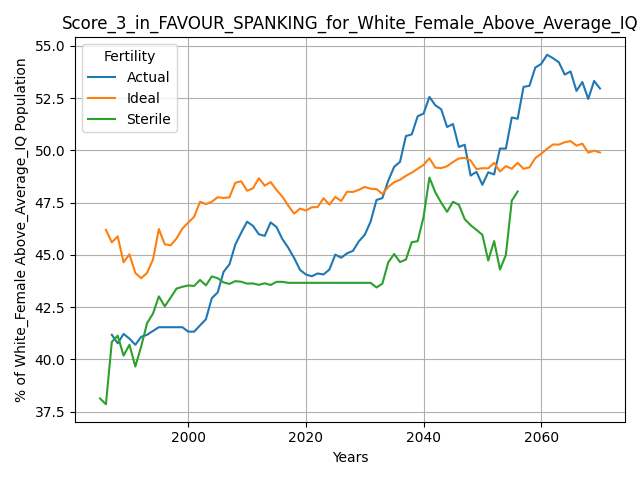 Score_3_in_FAVOUR_SPANKING_for_White_Female_Above_Average_IQ
% of White_Female Above_Average_IQ Population
55.0
52.5
50.0
47.5
45.0
42.5
40.0
37.5
Fertility
Actual
Ideal
Sterile
2000
2020
2040
2060
Years